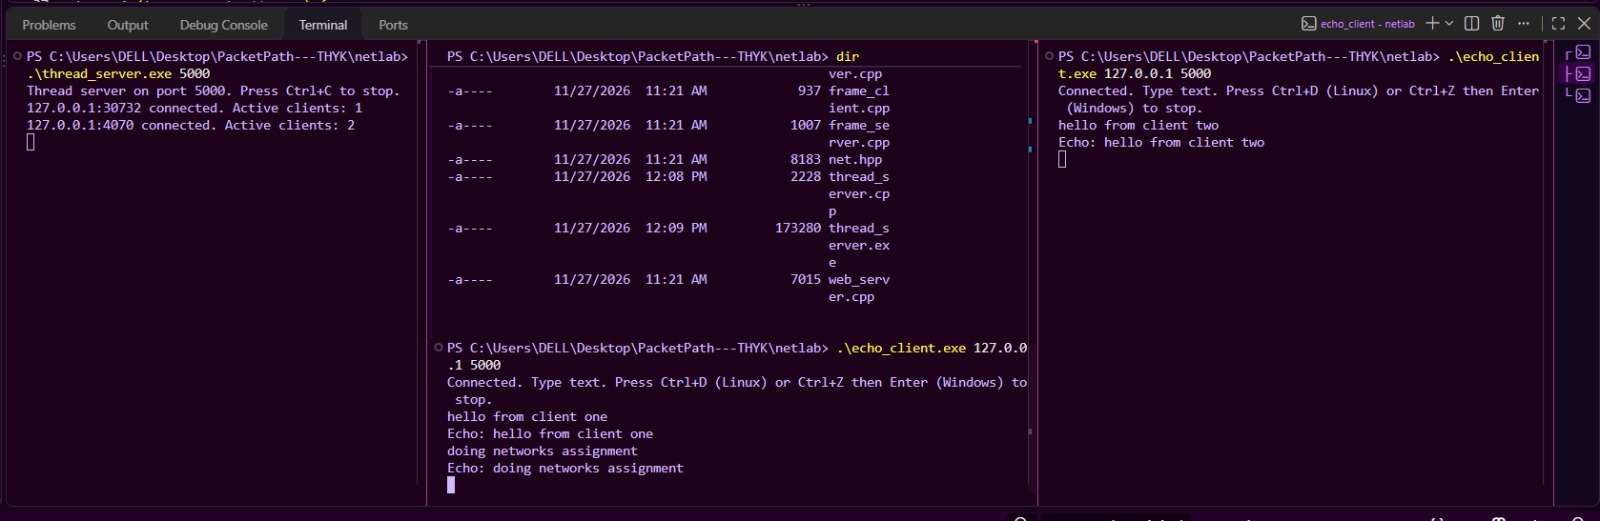 Problems Output Debug Console Terminal Ports
echo_client - netlab
PS C:\Users\DELL\Desktop\PacketPath---THYK\netlab>
.\thread_server.exe 5000
Thread server on port 5000. Press Ctrl+C to stop.
127.0.0.1:30732 connected. Active clients: 1
127.0.0.1:4070 connected. Active clients: 2
PS C:\Users\DELL\Desktop\PacketPath---THYK\netlab> dir
ver.cpp
-a---- 11/27/2026 11:21 AM 937 frame_cl
ient.cpp
-a---- 11/27/2026 11:21 AM 1007 frame_se
rver.cpp
-a---- 11/27/2026 11:21 AM 8183 net.hpp
-a---- 11/27/2026 12:08 PM 2228 thread_s
erver.cp
p
-a---- 11/27/2026 12:09 PM 173280 thread_s
erver.ex
e
-a---- 11/27/2026 11:21 AM 7015 web_serv
er.cpp
PS C:\Users\DELL\Desktop\PacketPath---THYK\netlab> .\echo_client.exe 127.0.0
.1 5000
Connected. Type text. Press Ctrl+D (Linux) or Ctrl+Z then Enter (Windows) to
stop.
hello from client one
Echo: hello from client one
doing networks assignment
Echo: doing networks assignment
PS C:\Users\DELL\Desktop\PacketPath---THYK\netlab> .\echo_clien
t.exe 127.0.0.1 5000
Connected. Type text. Press Ctrl+D (Linux) or Ctrl+Z then Enter
(Windows) to stop.
hello from client two
Echo: hello from client two